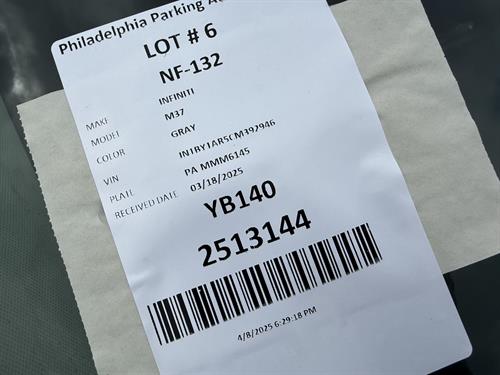 Philadelphia Parking
LOT # 6
NF-132
MAKE INFINITI
MODEL M37
COLOR GRAY
VIN JN1BY1AR5CM392946
PLATE PA MMM6145
RECEIVED DATE 03/18/2025
YB140
2513144
4/8/2025 6:29:18 PM